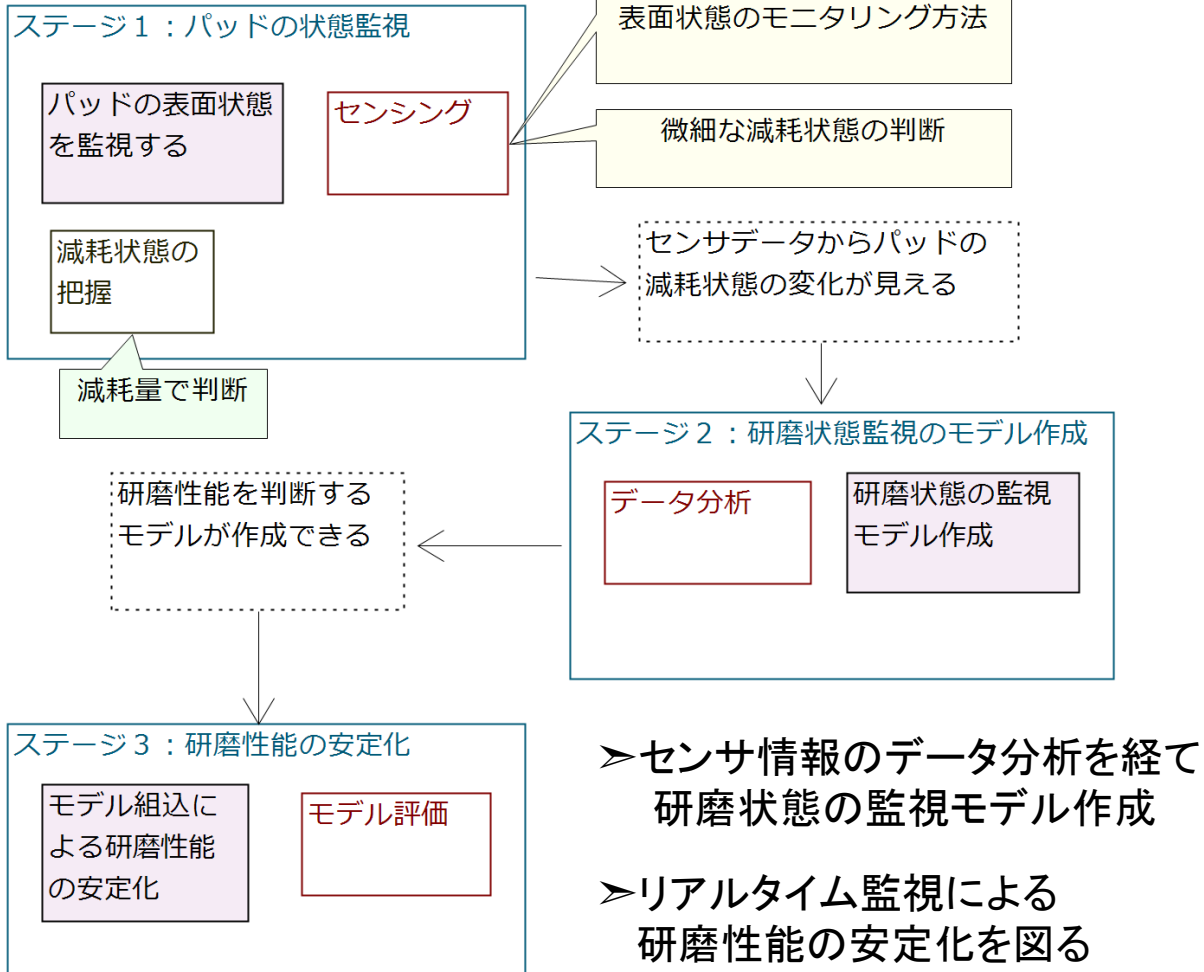 ステージ１：パッドの状態監視
表面状態のモニタリング方法
パッドの表面状態
を監視する
センシング
微細な減耗状態の判断
減耗状態の
把握
センサデータからパッドの
減耗状態の変化が見える
減耗量で判断
ステージ２：研磨状態監視のモデル作成
データ分析
研磨状態の監視
モデル作成
研磨性能を判断する
モデルが作成できる
ステージ３：研磨性能の安定化
モデル組込に
よる研磨性能
の安定化
モデル評価
➢センサ情報のデータ分析を経て
研磨状態の監視モデル作成
➢リアルタイム監視による
研磨性能の安定化を図る